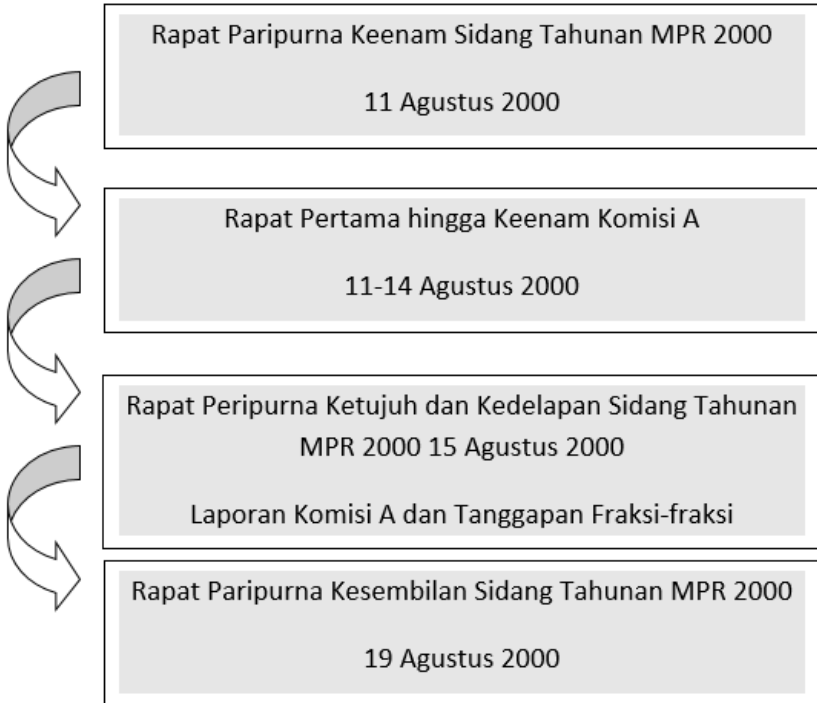 Rapat Paripurna Keenam Sidang Tahunan MPR 2000
11 Agustus 2000
Rapat Pertama hingga Keenam Komisi A
11-14 Agustus 2000
Rapat Peripurna Ketujuh dan Kedelapan Sidang Tahunan
MPR 2000 15 Agustus 2000
Laporan Komisi A dan Tanggapan Fraksi-fraksi
Rapat Paripurna Kesembilan Sidang Tahunan MPR 2000
19 Agustus 2000